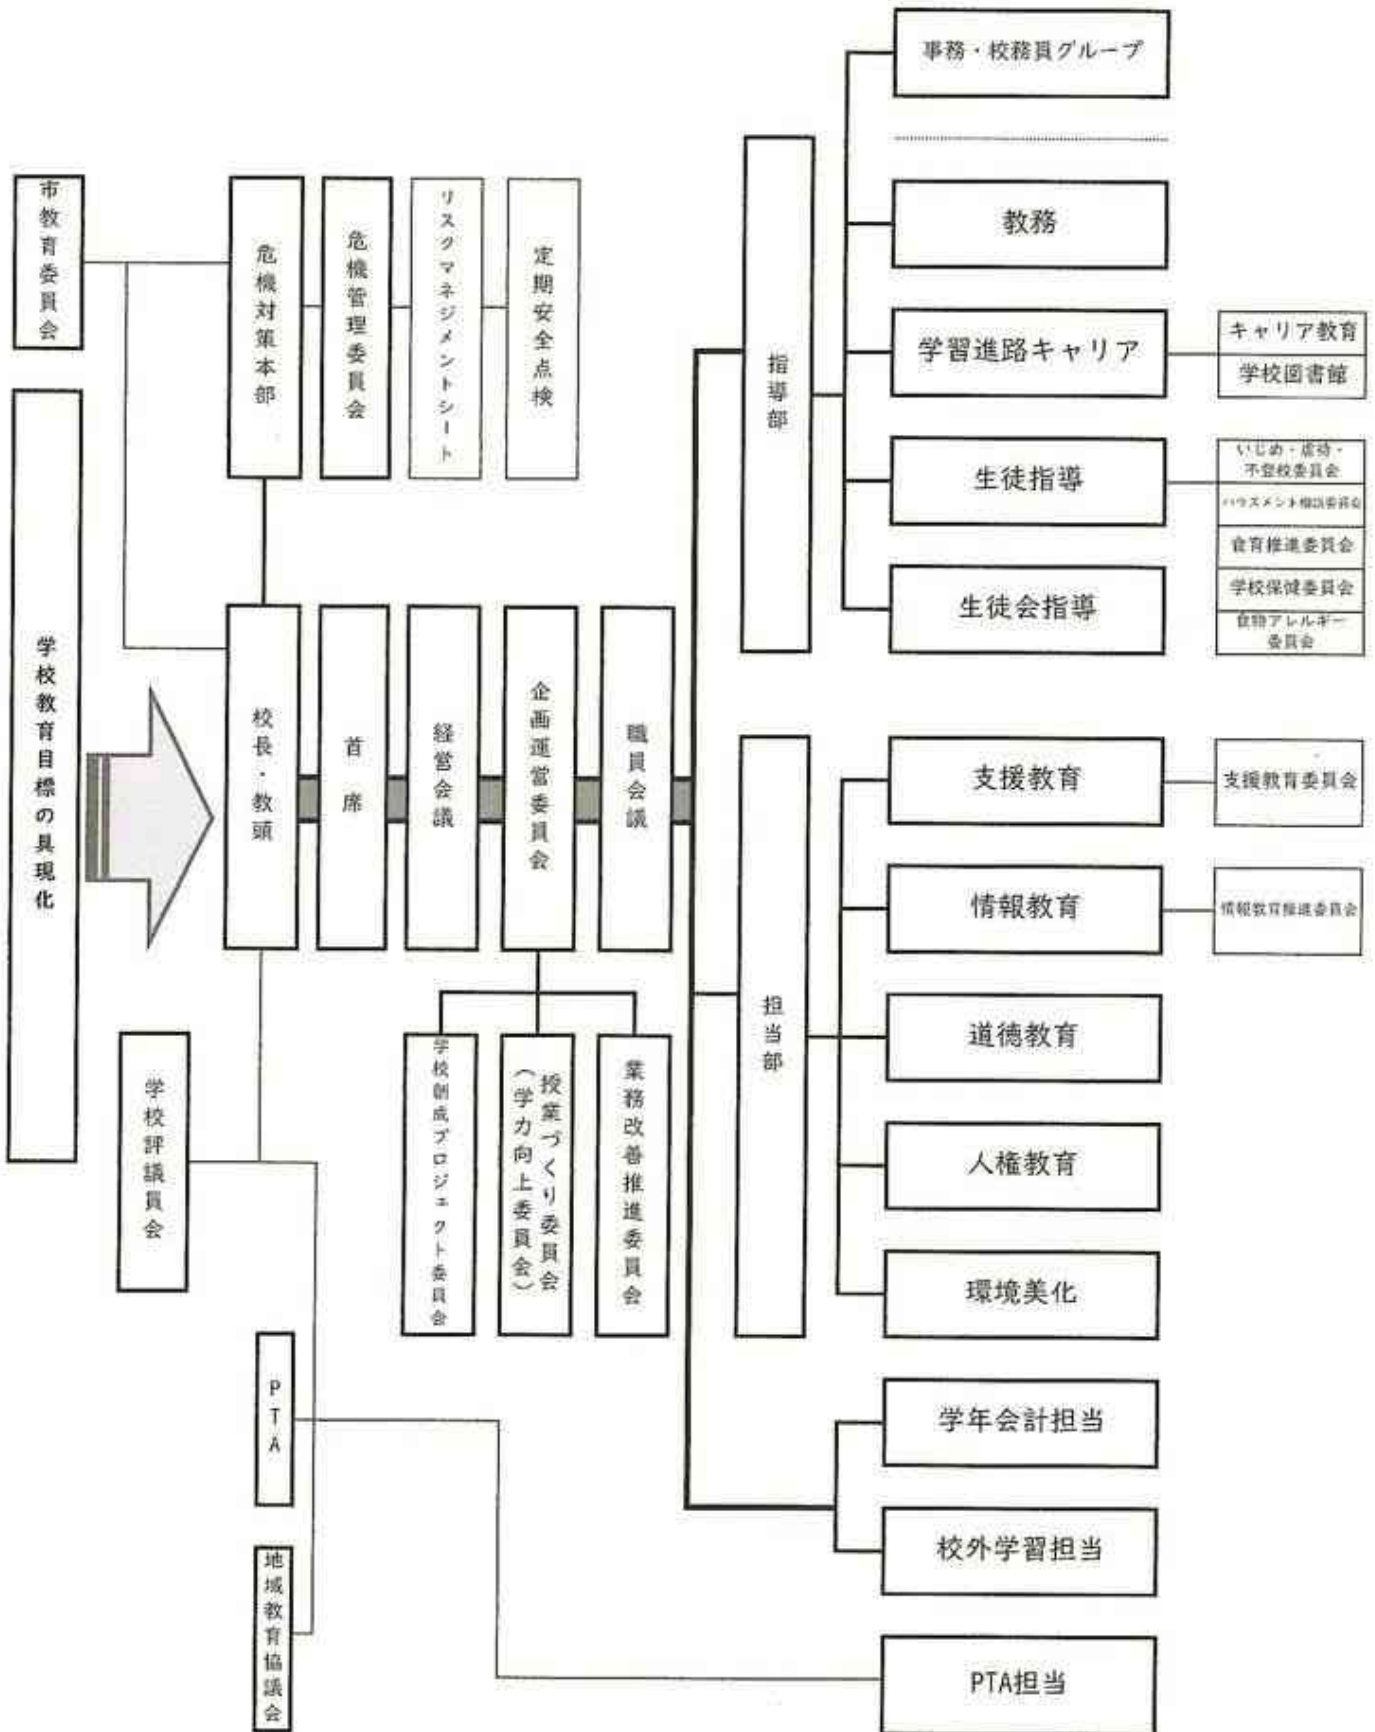 市教育委員会
学校教育目標の具現化
危機対策本部
危機管理委員会
リスクマネジメントシート
定期安全点検
校長・教頭
首席
経営会議
企画運営委員会
職員会議
学校評議員会
学校創成プロジェクト委員会
授業づくり委員会
（学力向上委員会）
業務改善推進委員会
PTA
地域教育協議会
指導部
事務・校務員グループ
教務
学習進路キャリア
キャリア教育
学校図書館
生徒指導
いじめ・虐待・
不登校委員会
ハラスメント相談委員会
食育推進委員会
学校保健委員会
食物アレルギー
委員会
生徒会指導
担当部
支援教育
支援教育委員会
情報教育
情報教育推進委員会
道徳教育
人権教育
環境美化
学年会計担当
校外学習担当
PTA担当